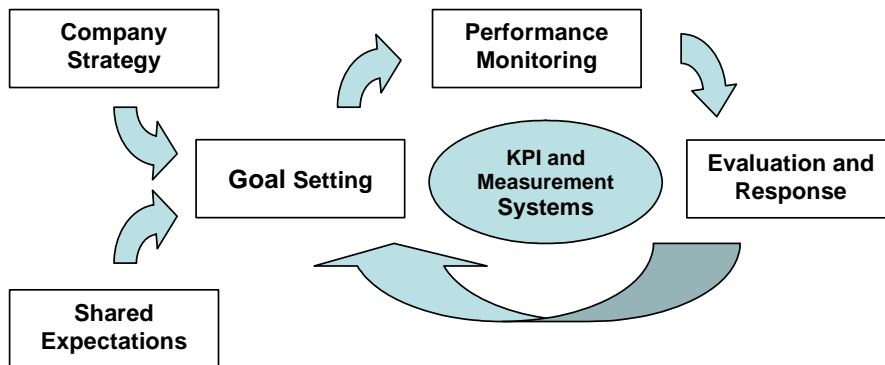 Company
Strategy
Performance
Monitoring
Goal Setting
KPI and
Measurement
Systems
Evaluation and
Response
Shared
Expectations